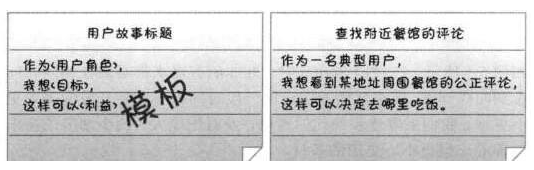 用户故事标题
作为<用户角色>,
我想<目标>,
这样可以<利益>
模板
查找附近餐馆的评论
作为一名典型用户,
我想看到某地址周围餐馆的公正评论,
这样可以决定去哪里吃饭。